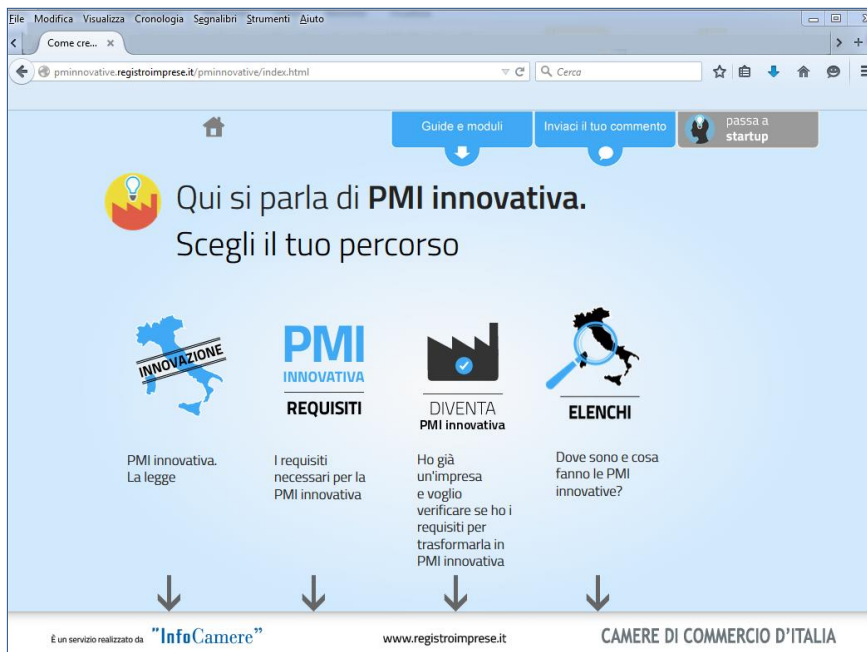 File Modifica Visualizza Cronologia Segnalibri Strumenti Aiuto
Come cre...
pminnovative.registroimprese.it/pminnovative/index.html
Cerca
Guide e moduli
Inviaci il tuo commento
passa a
startup
Qui si parla di PMI innovativa.
Scegli il tuo percorso
INNOVAZIONE
PMI innovativa.
La legge
PMI
INNOVATIVA
REQUISITI
I requisiti
necessari per la
PMI innovativa
DIVENTA
PMI innovativa
Ho già
un'impresa
e voglio
verificare se ho i
requisiti per
trasformarla in
PMI innovativa
ELENCHI
Dove sono e cosa
fanno le PMI
innovative?
È un servizio realizzato da "InfoCamere"
www.registroimprese.it
CAMERE DI COMMERCIO D'ITALIA